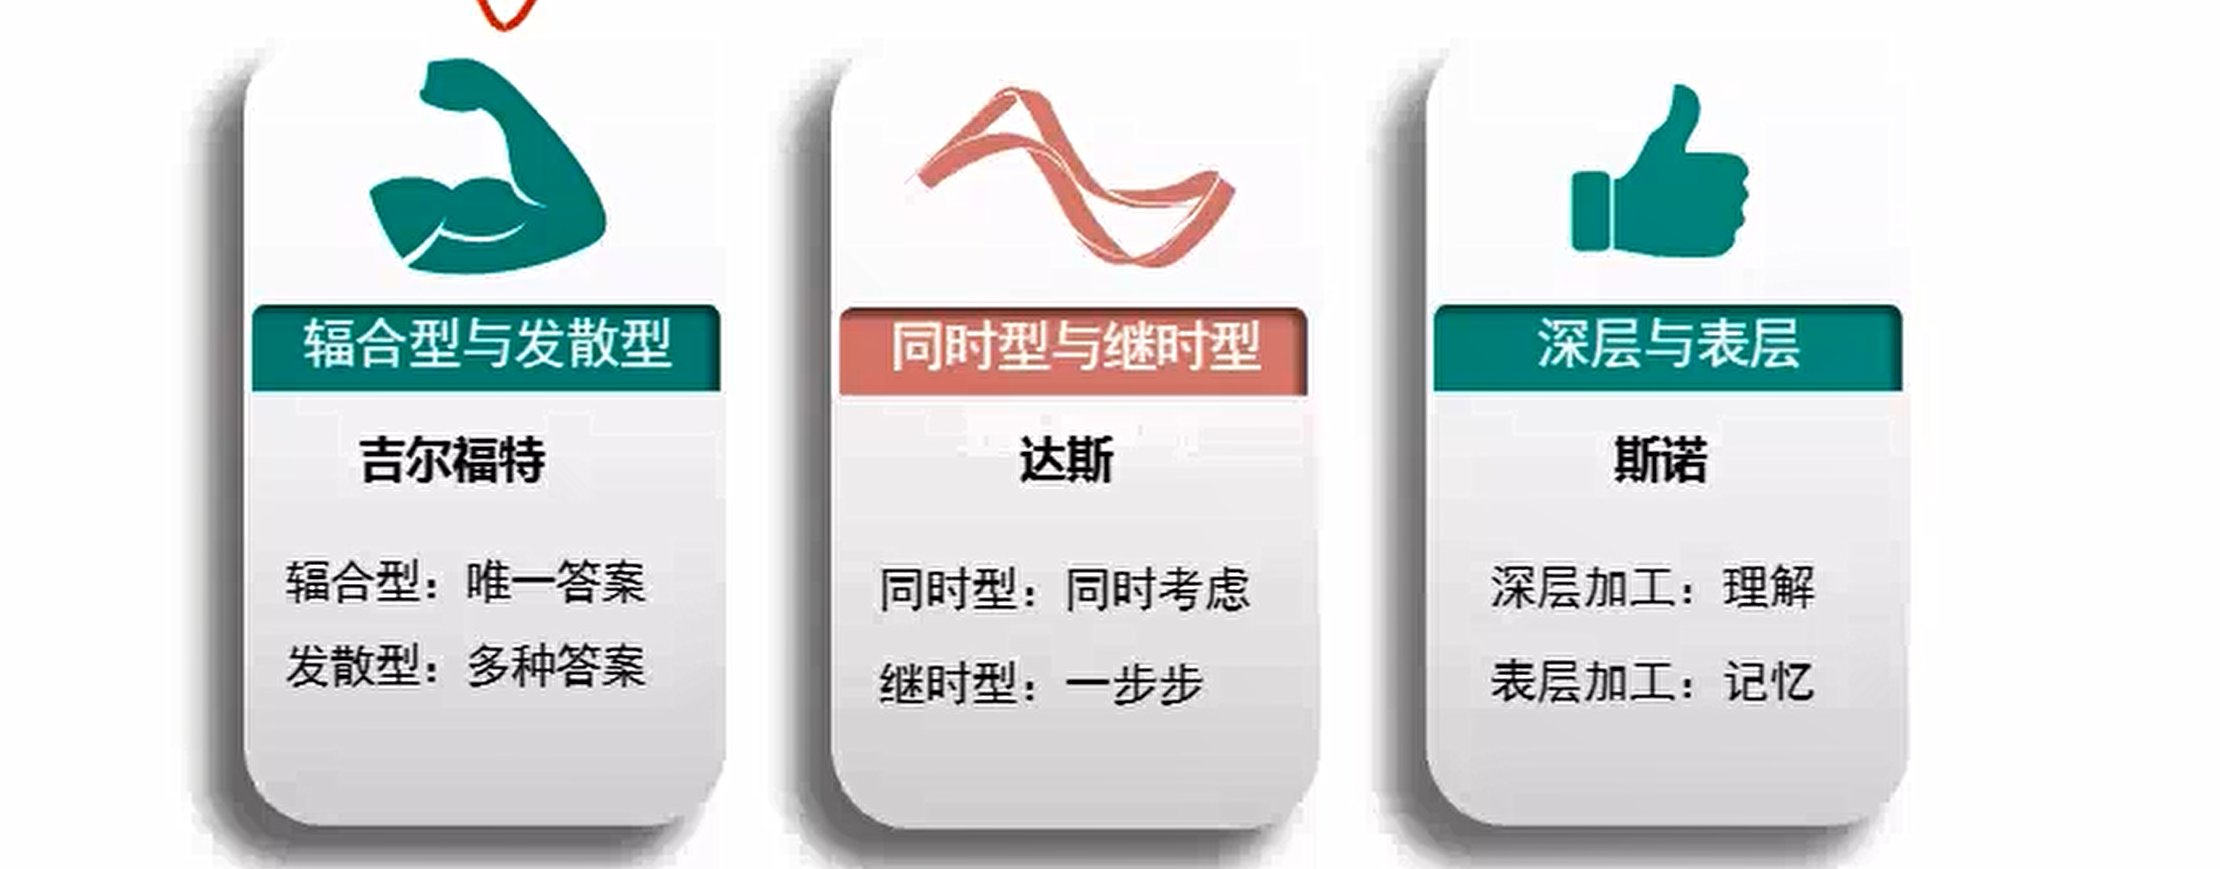 辐合型与发散型
吉尔福特
辐合型：唯一答案
发散型：多种答案
同时型与继时型
达斯
同时型：同时考虑
继时型：一步步
深层与表层
斯诺
深层加工：理解
表层加工：记忆